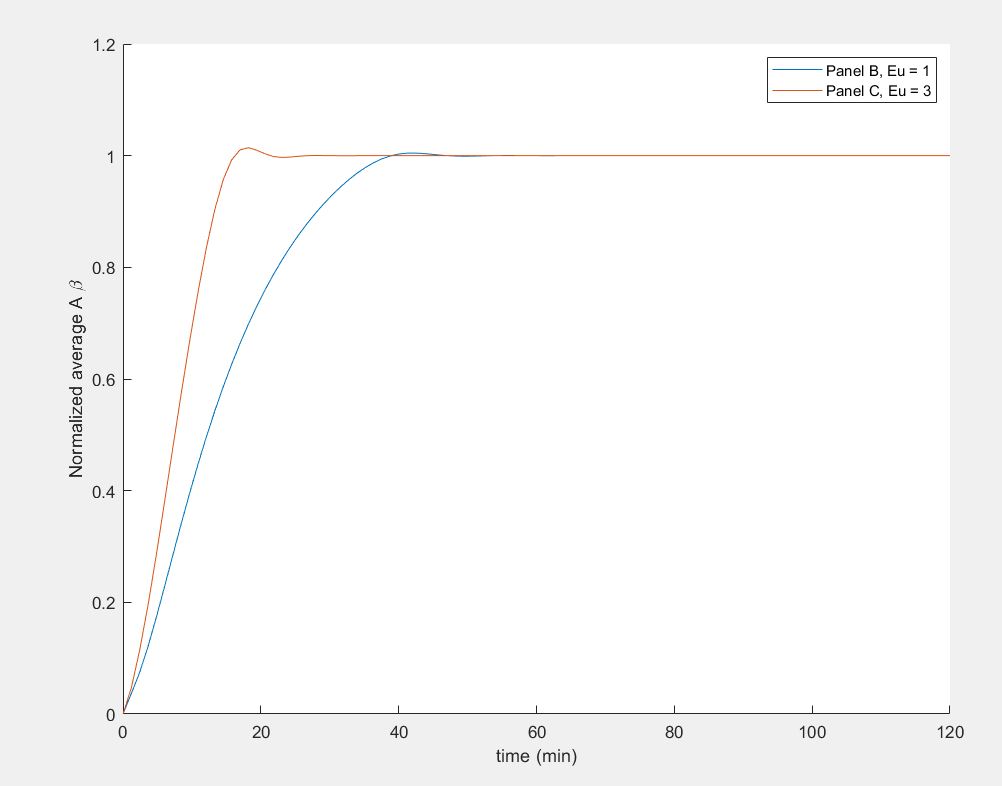 1.2
Panel B, Eu = 1
Panel C, Eu = 3
1
0.8
0.6
0.4
0.2
0
Normalized average A β
0 20 40 60 80 100 120
time (min)